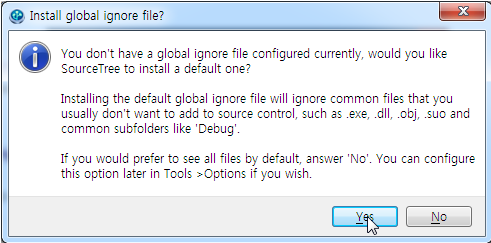 Install global ignore file?
You don't have a global ignore file configured currently, would you like
SourceTree to install a default one?
Installing the default global ignore file will ignore common files that you
usually don't want to add to source control, such as .exe, .dll, .obj, .suo and
common subfolders like 'Debug'.
If you would prefer to see all files by default, answer 'No'. You can configure
this option later in Tools >Options if you wish.
Yes No